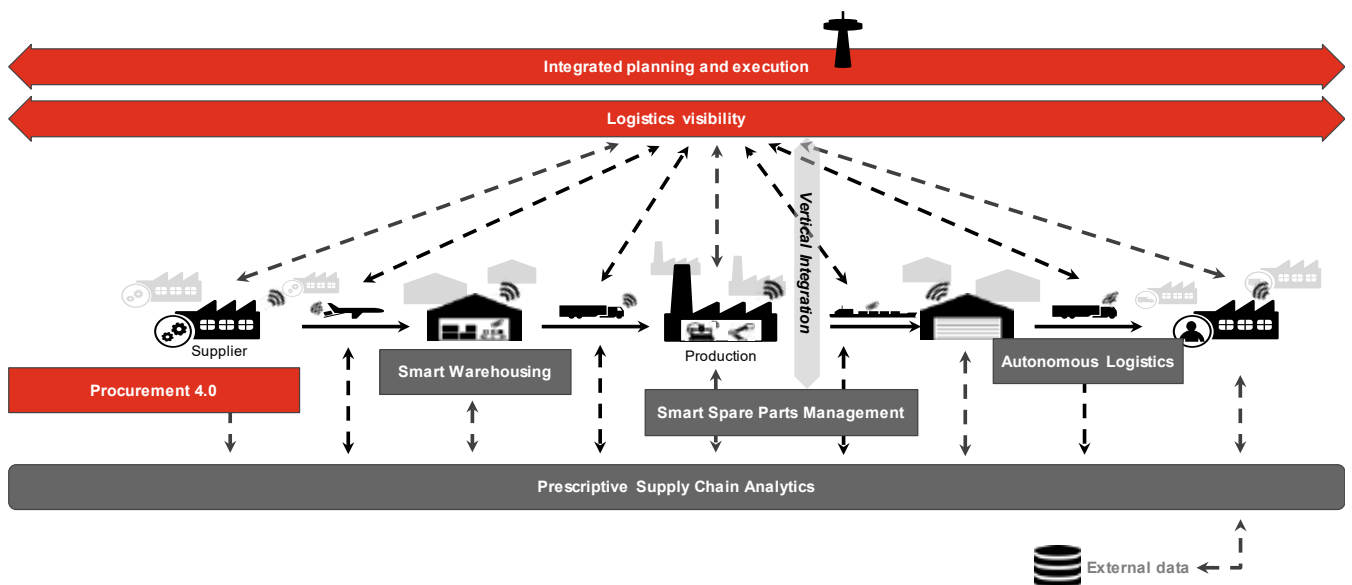 Integrated planning and execution
Logistics visibility
Vertical Integration
Supplier
Production
Procurement 4.0
Smart Warehousing
Smart Spare Parts Management
Autonomous Logistics
Prescriptive Supply Chain Analytics
External data